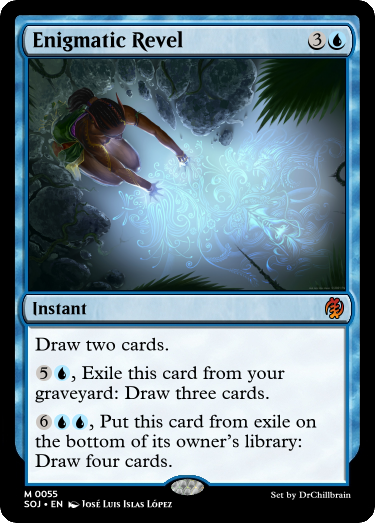 Enigmatic Revel 3
Instant
Draw two cards.
5, Exile this card from your
graveyard: Draw three cards.
6, Put this card from exile on
the bottom of its owner's library:
Draw four cards.
M 0055
SOJ • EN José Luis Islas López
Set by DrChillbrain